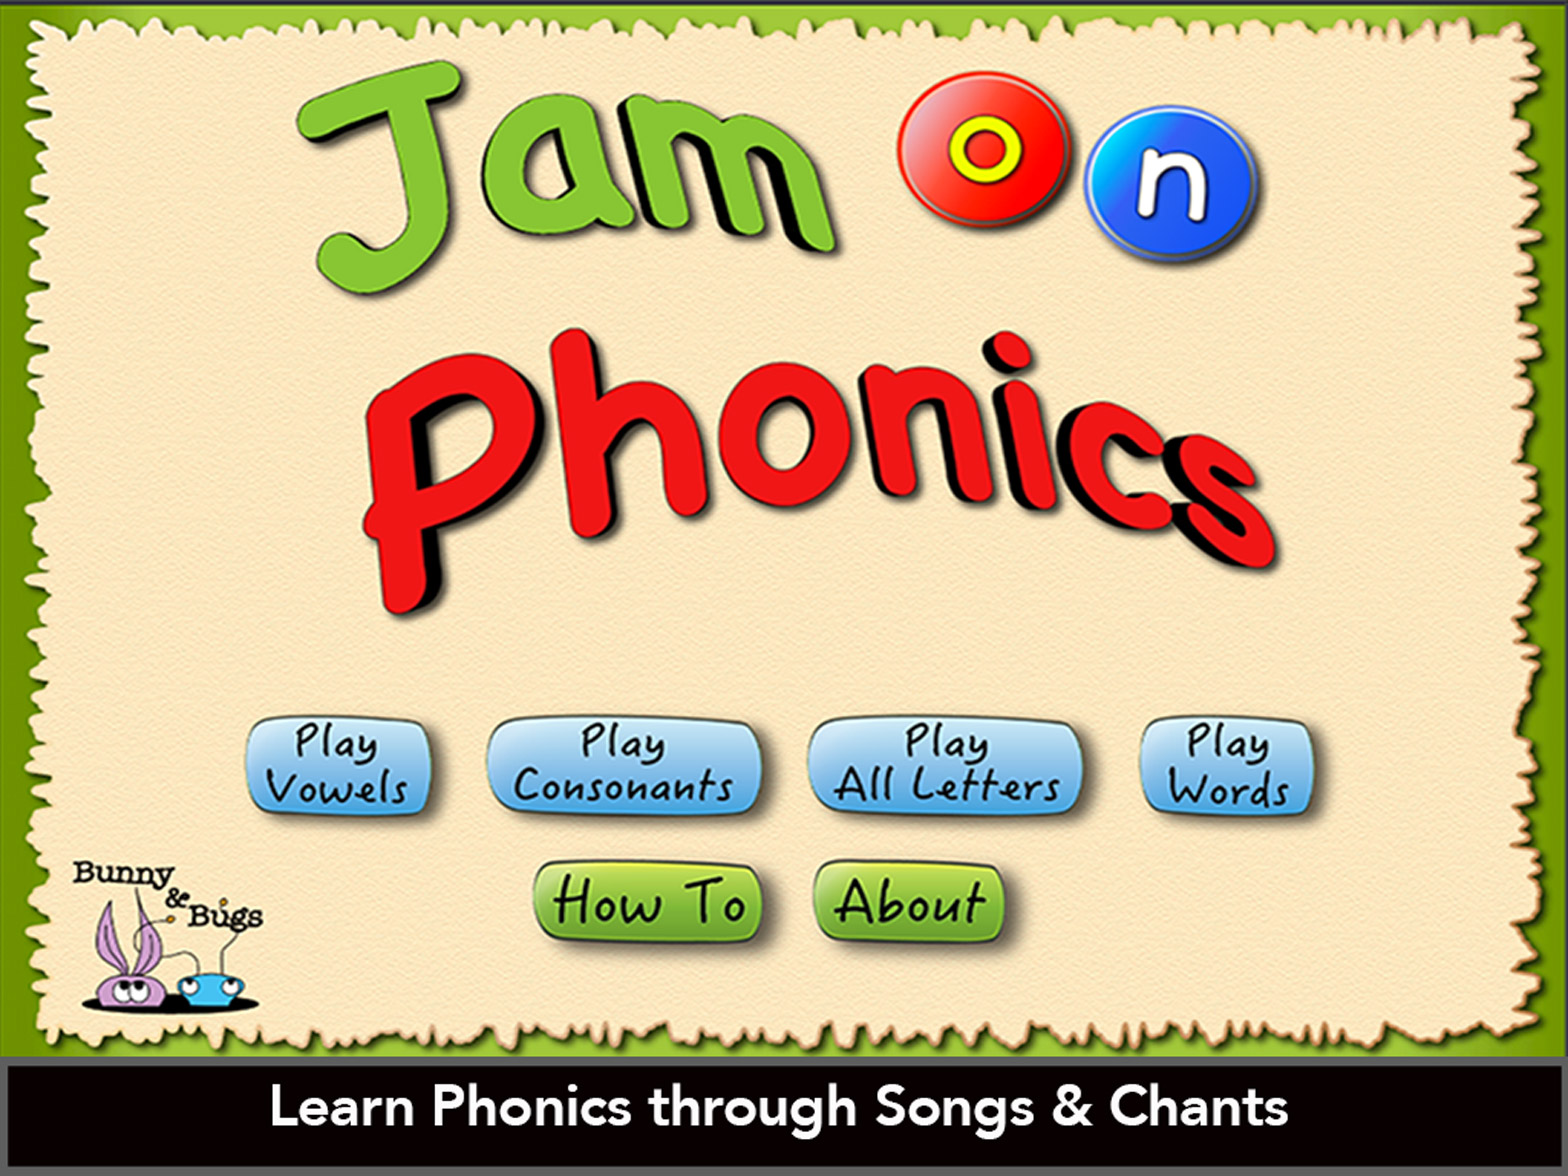 Jam on
Phonics
Play
Vowels
Play
Consonants
Play
All Letters
Play
Words
How To
About
Bunny
&
Bugs
Learn Phonics through Songs & Chants